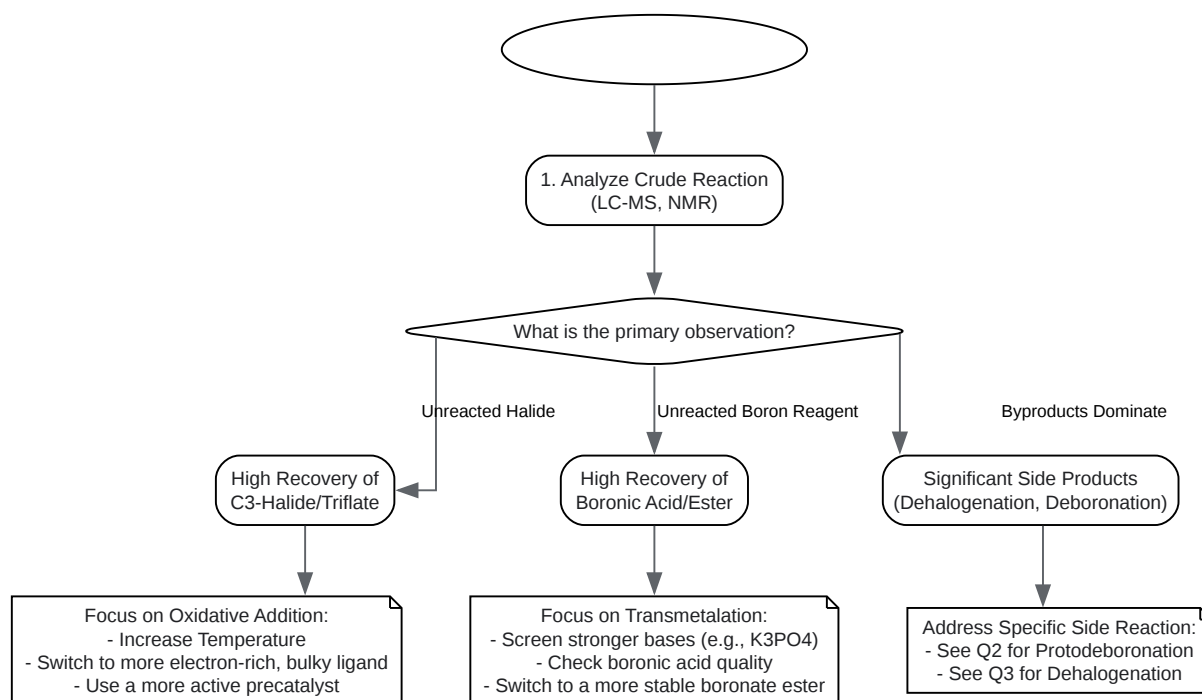 1. Analyze Crude Reaction
(LC-MS, NMR)
What is the primary observation?
Unreacted Halide
Unreacted Boron Reagent
Byproducts Dominate
High Recovery of
C3-Halide/Triflate
High Recovery of
Boronic Acid/Ester
Significant Side Products
(Dehalogenation, Deboronation)
Focus on Oxidative Addition:
- Increase Temperature
- Switch to more electron-rich, bulky ligand
- Use a more active precatalyst
Focus on Transmetalation:
- Screen stronger bases (e.g., K3PO4)
- Check boronic acid quality
- Switch to a more stable boronate ester
Address Specific Side Reaction:
- See Q2 for Protodeboronation
- See Q3 for Dehalogenation